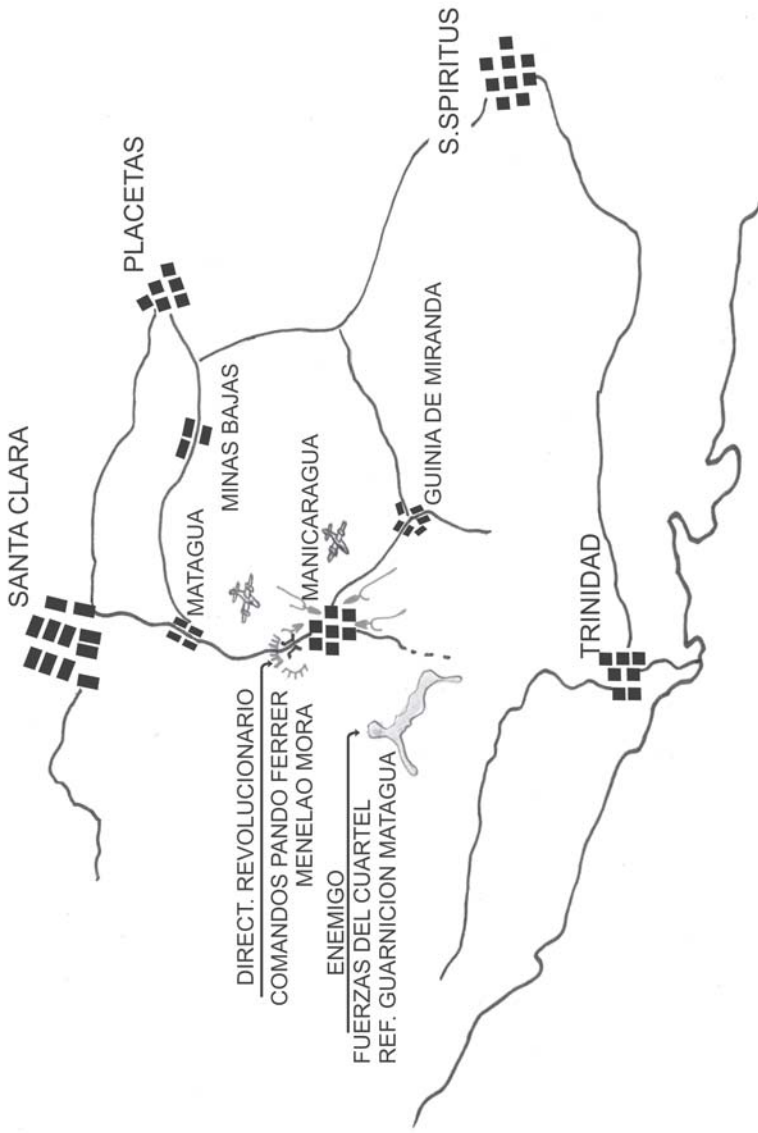 SANTA CLARA
PLACETAS
MATAGUA
MINAS BAJAS
S.SPIRITUS
MANICARAGUA
GUINIA DE MIRANDA
DIRECT. REVOLUCIONARIO
COMANDOS PANDO FERRER
MENELAO MORA
ENEMIGO
FUERZAS DEL CUARTEL
REF. GUARNICION MATAGUA
TRINIDAD